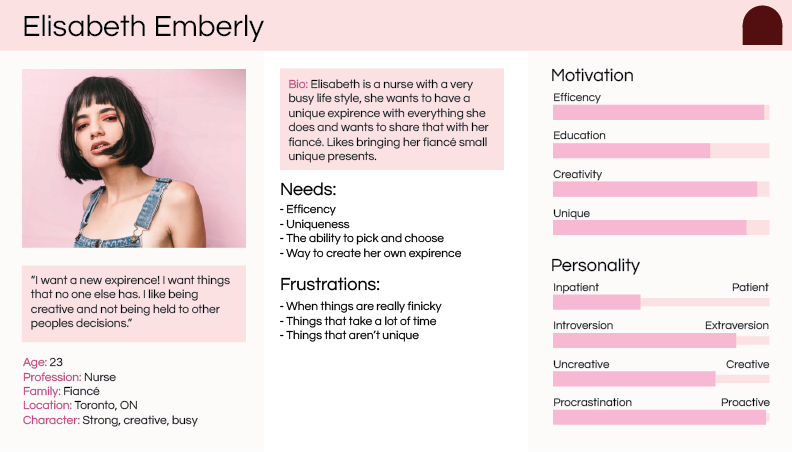 Elisabeth Emberly
“I want a new expirence! I want things
that no one else has. I like being
creative and not being held to other
peoples decisions.”
Age: 23
Profession: Nurse
Family: Fiancé
Location: Toronto, ON
Character: Strong, creative, busy
Bio: Elisabeth is a nurse with a very
busy life style, she wants to have a
unique expirence with everything she
does and wants to share that with her
fiancé. Likes bringing her fiancé small
unique presents.
Needs:
- Efficency
- Uniqueness
- The ability to pick and choose
- Way to create her own expirence
Frustrations:
- When things are really finicky
- Things that take a lot of time
- Things that aren’t unique
Motivation
Efficency
Education
Creativity
Unique
Personality
Inpatient Patient
Introversion Extraversion
Uncreative Creative
Procrastination Proactive